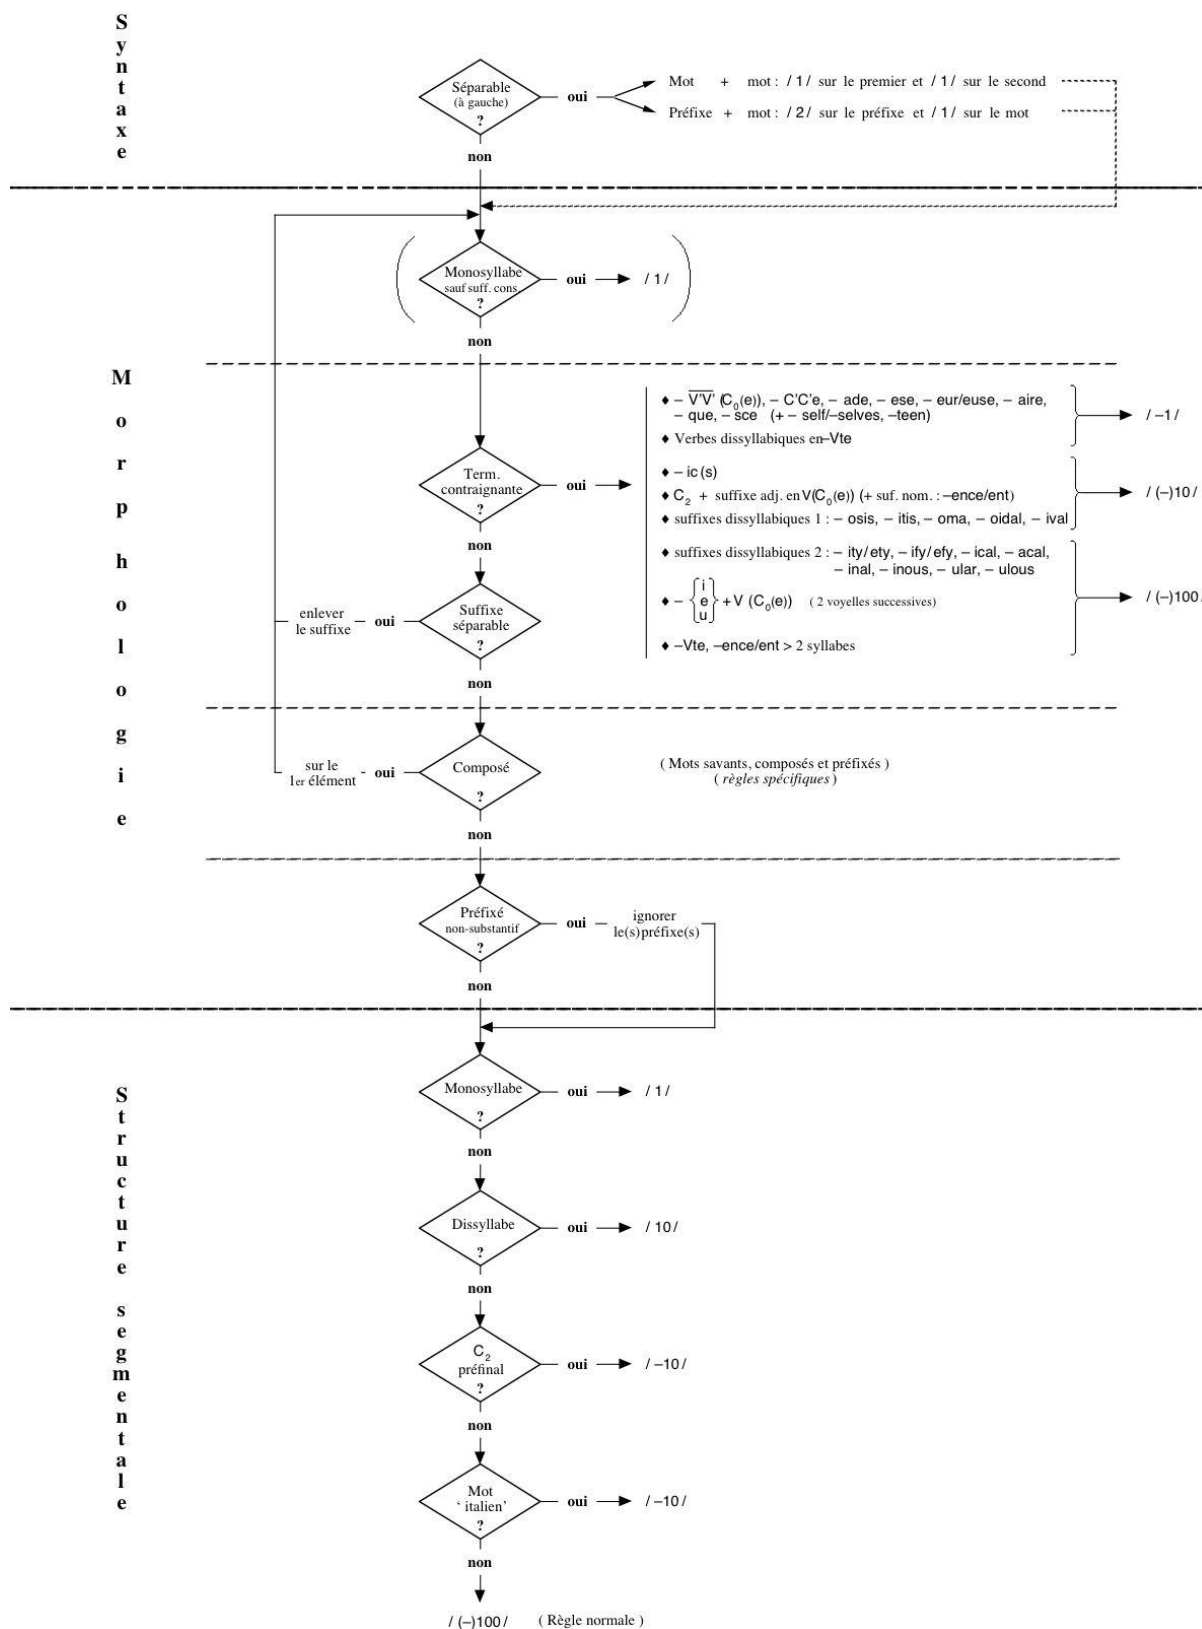 Syntaxe
Séparable
(à gauche)
?
oui
Mot + mot : / 1 / sur le premier et / 1 / sur le second
Préfixe + mot : / 2 / sur le préfixe et / 1 / sur le mot
non
Morphologie
Monosyllabe
sauf suff. cons.
?
oui
/ 1 /
non
Term.
contraignante
?
oui
♦ – V'V' (C0(e)), – C'C'e, – ade, – ese, – eur/euse, – aire,
– que, – sce (+ – self/–selves, –teen)
♦ Verbes dissyllabiques en–Vte
/ –1 /
♦ – ic (s)
♦ C2 + suffixe adj. en V(C0(e)) (+ suf. nom. : –ence/ent)
♦ suffixes dissyllabiques 1 : – osis, – itis, – oma, – oidal, – ival
/ (–)10 /
♦ suffixes dissyllabiques 2 : – ity/ety, – ify/efy, – ical, – acal,
– inal, – inous, – ular, – ulous
♦ – { i e u } + V (C0(e)) ( 2 voyelles successives)
♦ –Vte, –ence/ent > 2 syllabes
/ (–)100 /
non
Suffixe
séparable
?
oui
enlever
le suffixe
non
Composé
?
oui
sur le
1er élément
( Mots savants, composés et préfixés )
( règles spécifiques )
non
Préfixé
non-substantif
?
oui
ignorer
le(s)préfixe(s)
non
Structure segmentale
Monosyllabe
?
oui
/ 1 /
non
Dissyllabe
?
oui
/ 10 /
non
C2
préfinal
?
oui
/ –10 /
non
Mot
‘ italien’
?
oui
/ –10 /
non
/ (–)100 / ( Règle normale )